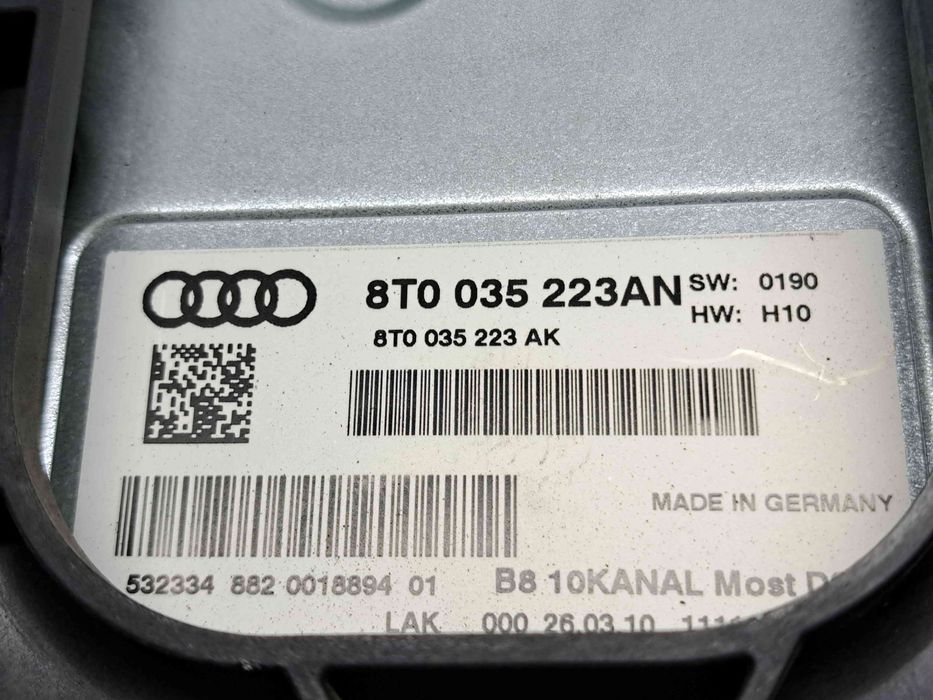 8T0 035 223AN SW: 0190
HW: H10
8T0 035 223 AK
MADE IN GERMANY
532334 882 0018894 01 B8 10KANAL Most
LAK 000 26.03.10